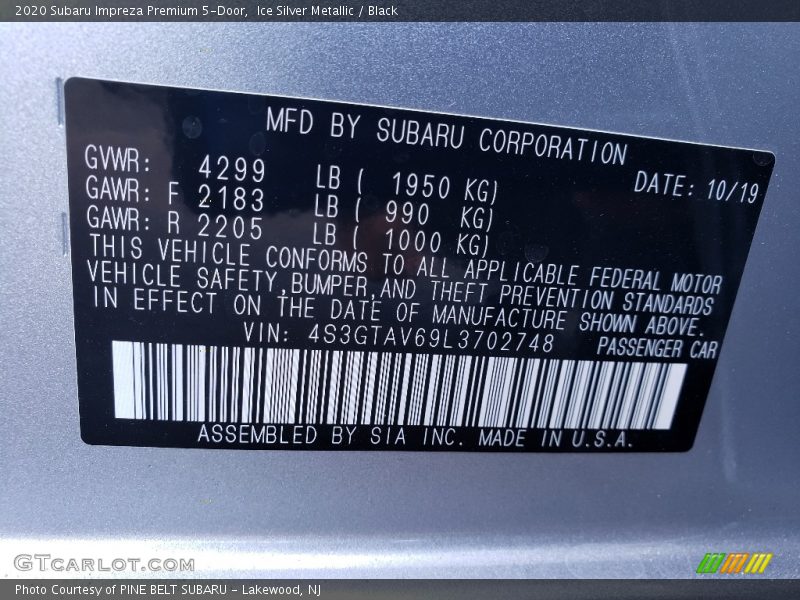 2020 Subaru Impreza Premium 5-Door,  Ice Silver Metallic / Black
MFD BY SUBARU CORPORATION
GVWR: 4299 LB ( 1950 KG) DATE: 10/19
GAWR: F 2183 LB ( 990 KG)
GAWR: R 2205 LB ( 1000 KG)
THIS VEHICLE CONFORMS TO ALL APPLICABLE FEDERAL MOTOR
VEHICLE SAFETY,BUMPER,AND THEFT PREVENTION STANDARDS
IN EFFECT ON THE DATE OF MANUFACTURE SHOWN ABOVE.
VIN: 4S3GTAV69L3702748 PASSENGER CAR
ASSEMBLED BY SIA INC. MADE IN U.S.A.
GTCARLOT.COM
Photo Courtesy of PINE BELT SUBARU - Lakewood, NJ